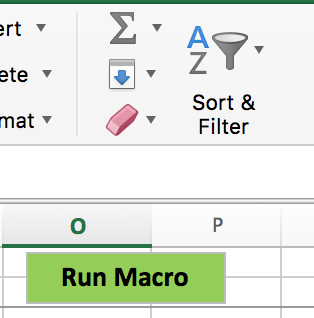 ert
ete
mat
Σ
A
Z
Sort &
Filter
O
P
Run Macro